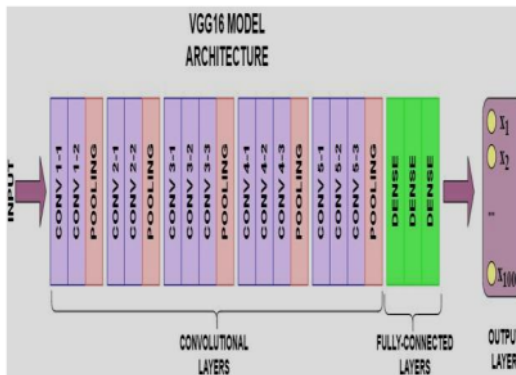 VGG16 MODEL
ARCHITECTURE
INPUT
CONV 1-1
CONV 1-2
POOLING
CONV 2-1
CONV 2-2
POOLING
CONV 3-1
CONV 3-2
CONV 3-3
POOLING
CONV 4-1
CONV 4-2
CONV 4-3
POOLING
CONV 5-1
CONV 5-2
CONV 5-3
POOLING
DENSE
DENSE
DENSE
x1
x2
x1000
CONVOLUTIONAL
LAYERS
FULLY-CONNECTED
LAYERS
OUTPUT
LAYER